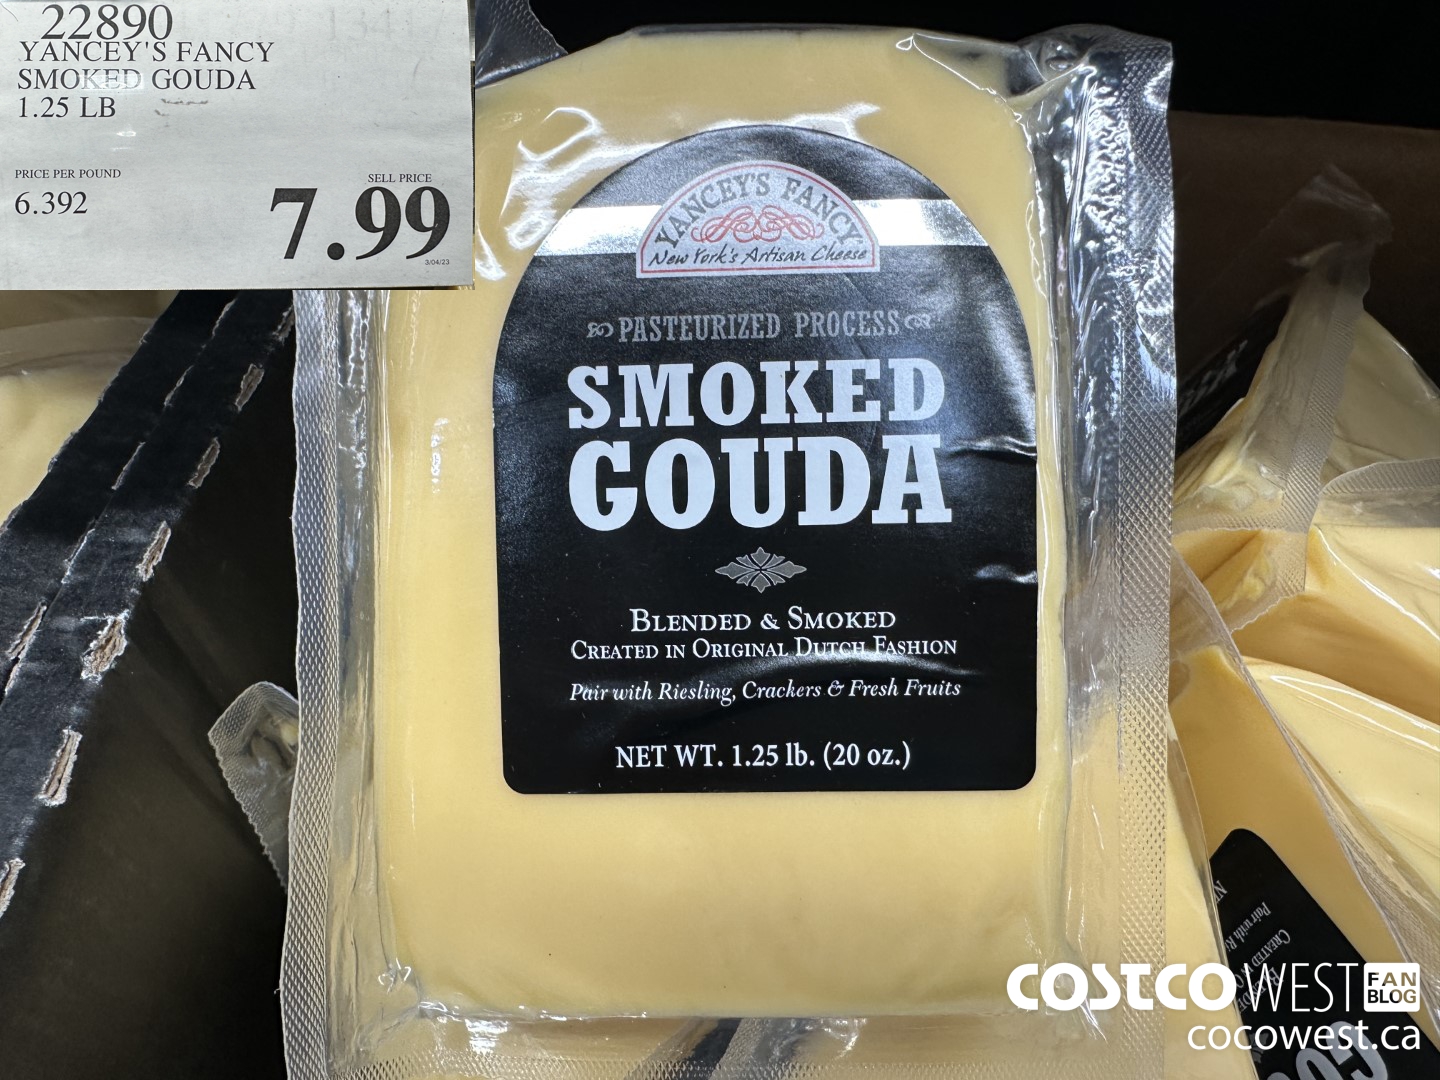 22890
YANCEY'S FANCY
SMOKED GOUDA
1.25 LB
PRICE PER POUND
6.392
SELL PRICE
7.99
3/04/23
YANCEY'S FANCY
New York's Artisan Cheese
PASTEURIZED PROCESS
SMOKED
GOUDA
BLENDED & SMOKED
CREATED IN ORIGINAL DUTCH FASHION
Pair with Riesling, Crackers & Fresh Fruits
NET WT. 1.25 lb. (20 oz.)
COSTCO WEST FAN BLOG
cocowest.ca